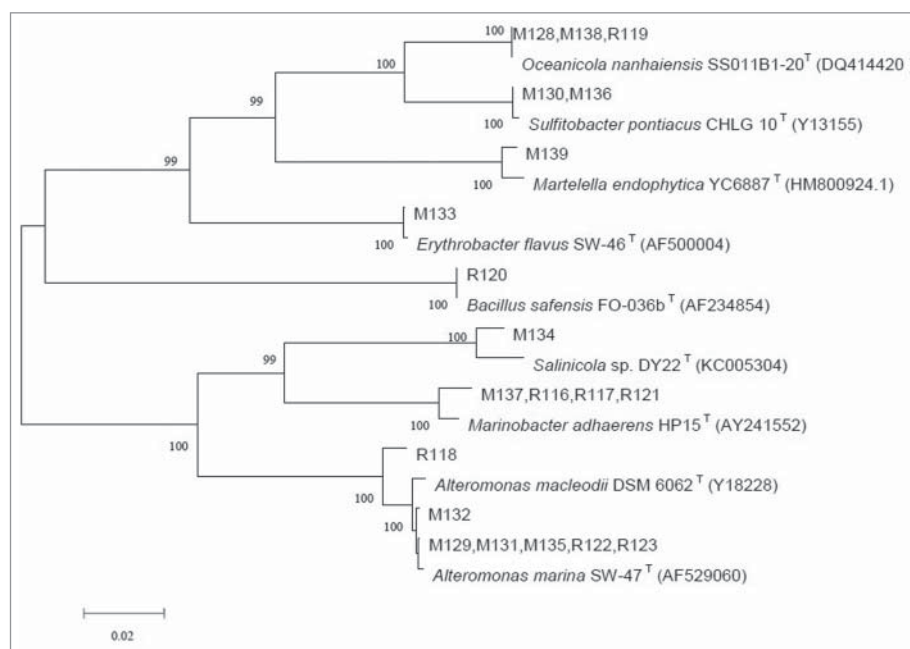 100 M128,M138,R119
100 Oceanicola nanhaiensis SS011B1-20T (DQ414420
100 M130,M136
99 100 Sulfitobacter pontiacus CHLG 10T (Y13155)
M139
99 100 Martelella endophytica YC6887T (HM800924.1)
M133
100 Erythrobacter flavus SW-46T (AF500004)
R120
100 Bacillus safensis FO-036bT (AF234854)
100 M134
99 Salinicola sp. DY22T (KC005304)
M137,R116,R117,R121
100 Marinobacter adhaerens HP15T (AY241552)
100 R118
100 Alteromonas macleodii DSM 6062T (Y18228)
M132
100 M129,M131,M135,R122,R123
Alteromonas marina SW-47T (AF529060)
0.02